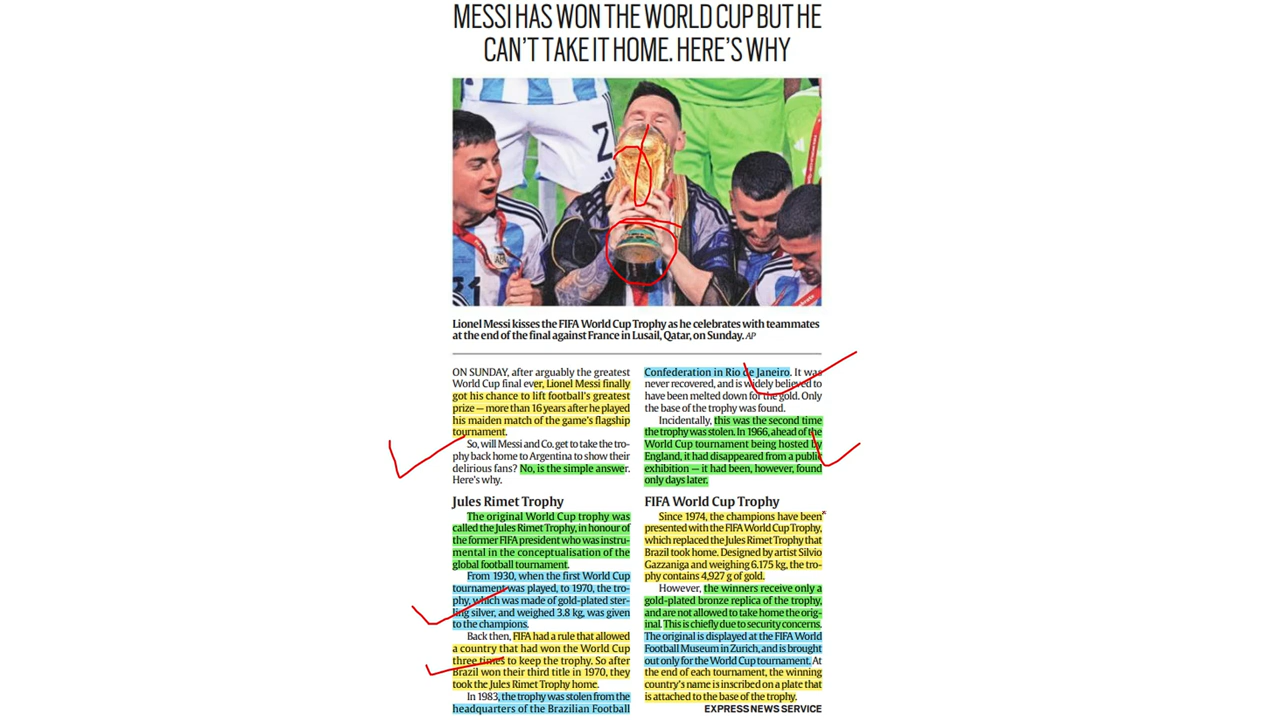 MESSI HAS WON THE WORLD CUP BUT HE
CAN'T TAKE IT HOME. HERE'S WHY
2
AFA
Lionel Messi kisses the FIFA World Cup Trophy as he celebrates with teammates
at the end of the final against France in Lusail, Qatar, on Sunday. AP
ON SUNDAY, after arguably the greatest
World Cup final ever, Lionel Messi finally
got his chance to lift football's greatest
prize — more than 16 years after he played
his maiden match of the game's flagship
tournament.
So, will Messi and Co. get to take the tro-
phy back home to Argentina to show their
delirious fans? No, is the simple answer.
Here's why.
Jules Rimet Trophy
The original World Cup trophy was
called the Jules Rimet Trophy, in honour of
the former FIFA president who was instru-
mental in the conceptualisation of the
global football tournament.
From 1930, when the first World Cup
tournament was played, to 1970, the tro-
phy, which was made of gold-plated ster-
ling silver, and weighed 3.8 kg, was given
to the champions.
Back then, FIFA had a rule that allowed
a country that had won the World Cup
three times to keep the trophy. So after
Brazil won their third title in 1970, they
took the Jules Rimet Trophy home.
In 1983, the trophy was stolen from the
headquarters of the Brazilian Football
Confederation in Rio de Janeiro. It was
never recovered, and is widely believed to
have been melted down for the gold. Only
the base of the trophy was found.
Incidentally, this was the second time
the trophy was stolen. In 1966, ahead of the
World Cup tournament being hosted by
England, it had disappeared from a public
exhibition — it had been, however, found
only days later.
FIFA World Cup Trophy
Since 1974, the champions have been
presented with the FIFA World Cup Trophy,
which replaced the Jules Rimet Trophy that
Brazil took home. Designed by artist Silvio
Gazzaniga and weighing 6.175 kg, the tro-
phy contains 4,927 g of gold.
However, the winners receive only a
gold-plated bronze replica of the trophy,
and are not allowed to take home the orig-
inal. This is chiefly due to security concerns.
The original is displayed at the FIFA World
Football Museum in Zurich, and is brought
out only for the World Cup tournament. At
the end of each tournament, the winning
country's name is inscribed on a plate that
is attached to the base of the trophy.
EXPRESS NEWS SERVICE